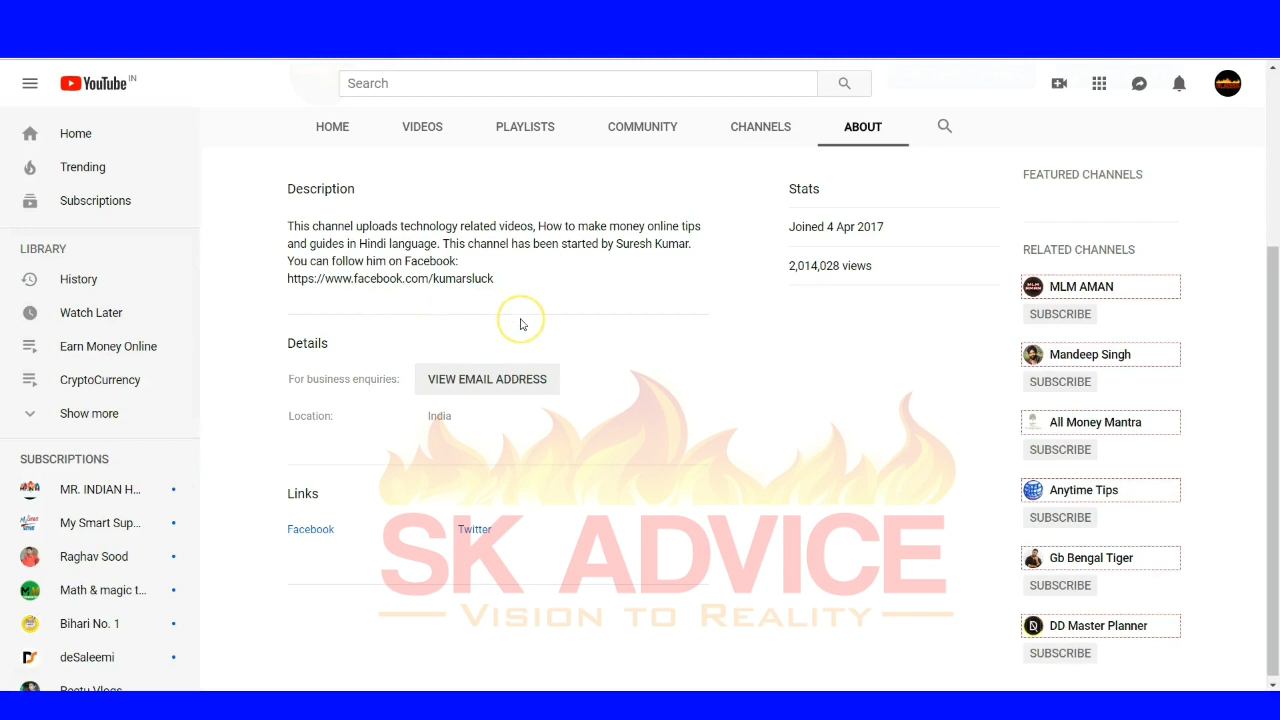 YouTube IN
Search
HOME VIDEOS PLAYLISTS COMMUNITY CHANNELS ABOUT
Home
Trending
Subscriptions
LIBRARY
History
Watch Later
Earn Money Online
CryptoCurrency
Show more
SUBSCRIPTIONS
MR. INDIAN H...
My Smart Sup...
Raghav Sood
Math & magic t...
Bihari No. 1
deSaleemi
Description
This channel uploads technology related videos, How to make money online tips
and guides in Hindi language. This channel has been started by Suresh Kumar.
You can follow him on Facebook:
https://www.facebook.com/kumarsluck
Details
For business enquiries: VIEW EMAIL ADDRESS
Location: India
Links
Facebook Twitter
SK ADVICE
VISION TO REALITY
Stats
Joined 4 Apr 2017
2,014,028 views
FEATURED CHANNELS
RELATED CHANNELS
MLM AMAN
SUBSCRIBE
Mandeep Singh
SUBSCRIBE
All Money Mantra
SUBSCRIBE
Anytime Tips
SUBSCRIBE
Gb Bengal Tiger
SUBSCRIBE
DD Master Planner
SUBSCRIBE